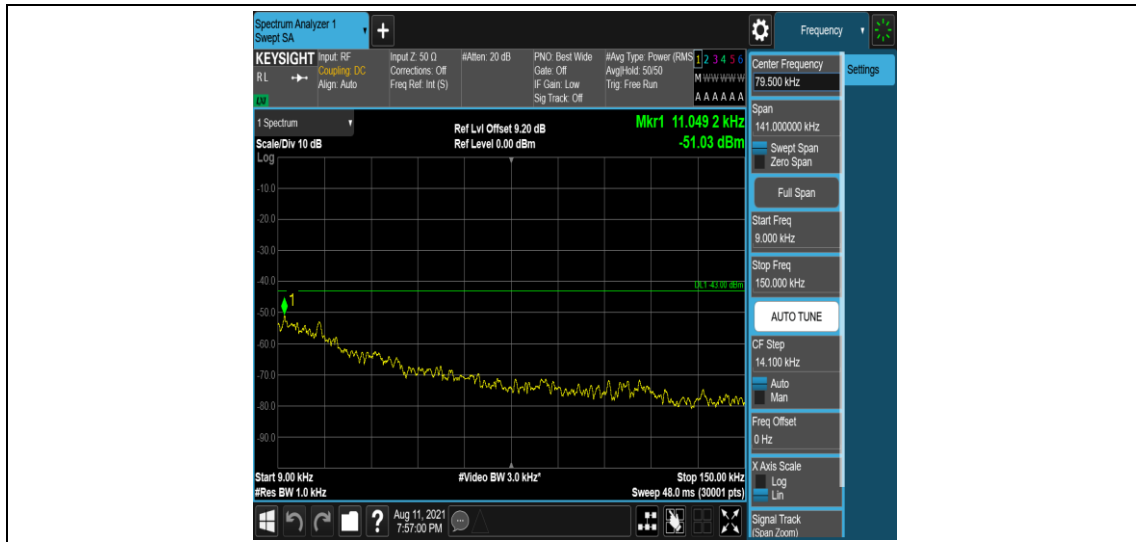 Spectrum Analyzer 1
Swept SA
+
Frequency
KEYSIGHT
R L
LXI
Input: RF
Coupling: DC
Align: Auto
Input Z: 50 Ω
Corrections: Off
Freq Ref: Int (S)
#Atten: 20 dB
PNO: Best Wide
Gate: Off
IF Gain: Low
Sig Track: Off
#Avg Type: Power (RMS
Avg|Hold: 50/50
Trig: Free Run
1 2 3 4 5 6
M W W W W W
A A A A A A
Center Frequency
79.500 kHz
Settings
Span
141.000000 kHz
Swept Span
Zero Span
Full Span
Start Freq
9.000 kHz
Stop Freq
150.000 kHz
AUTO TUNE
CF Step
14.100 kHz
Auto
Man
Freq Offset
0 Hz
X Axis Scale
Log
Lin
Signal Track
(Span Zoom)
1 Spectrum
Scale/Div 10 dB
Ref Lvl Offset 9.20 dB
Ref Level 0.00 dBm
Mkr1 11.049 2 kHz
-51.03 dBm
Log
-10.0
-20.0
-30.0
-40.0
DL1 -43.00 dBm
1
-50.0
-60.0
-70.0
-80.0
-90.0
Start 9.00 kHz
#Video BW 3.0 kHz*
Stop 150.00 kHz
#Res BW 1.0 kHz
Sweep 48.0 ms (30001 pts)
?
Aug 11, 2021
7:57:00 PM